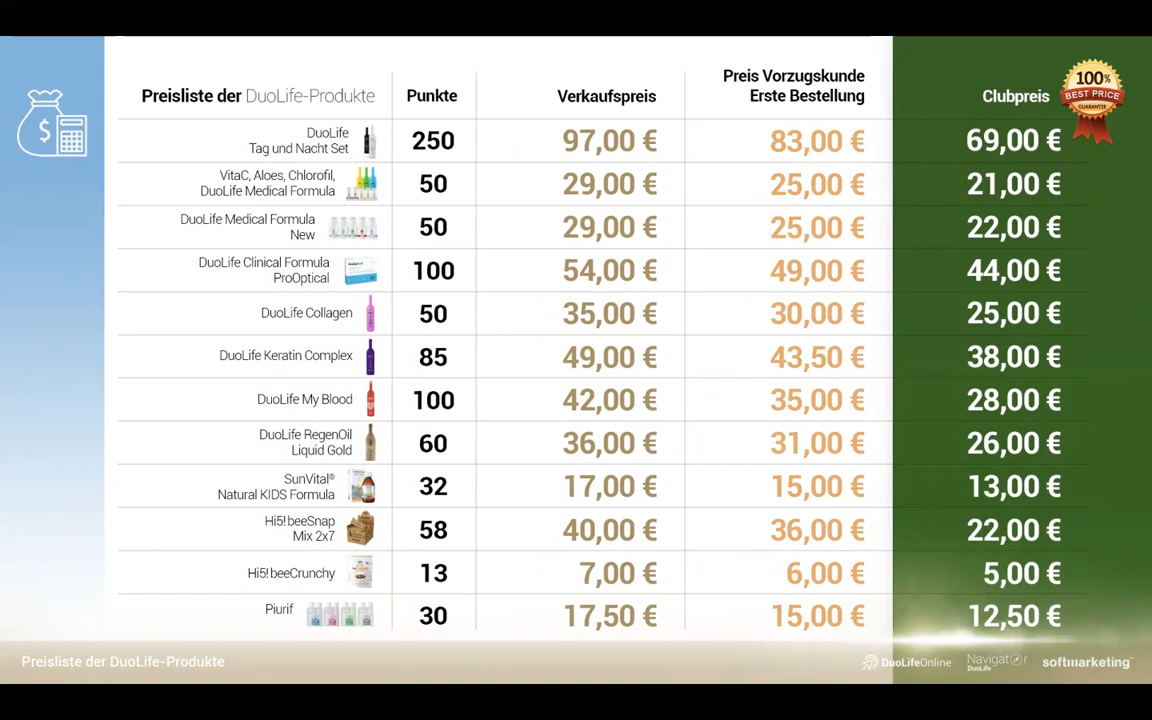 Preisliste der DuoLife-Produkte Punkte Verkaufspreis Preis Vorzugskunde
Erste Bestellung Clubpreis
100%
BEST PRICE
GUARANTEE
$
DuoLife
Tag und Nacht Set 250 97,00 € 83,00 € 69,00 €
VitaC, Aloes, Chlorofil,
DuoLife Medical Formula 50 29,00 € 25,00 € 21,00 €
DuoLife Medical Formula
New 50 29,00 € 25,00 € 22,00 €
DuoLife Clinical Formula
ProOptical 100 54,00 € 49,00 € 44,00 €
DuoLife Collagen 50 35,00 € 30,00 € 25,00 €
DuoLife Keratin Complex 85 49,00 € 43,50 € 38,00 €
DuoLife My Blood 100 42,00 € 35,00 € 28,00 €
DuoLife RegenOil
Liquid Gold 60 36,00 € 31,00 € 26,00 €
SunVital®
Natural KIDS Formula 32 17,00 € 15,00 € 13,00 €
Hi5! beeSnap
Mix 2x7 58 40,00 € 36,00 € 22,00 €
Hi5! beeCrunchy 13 7,00 € 6,00 € 5,00 €
Piurif 30 17,50 € 15,00 € 12,50 €
Preisliste der DuoLife-Produkte
DuoLifeOnline
Navigator
DuoLife
softmarketing™